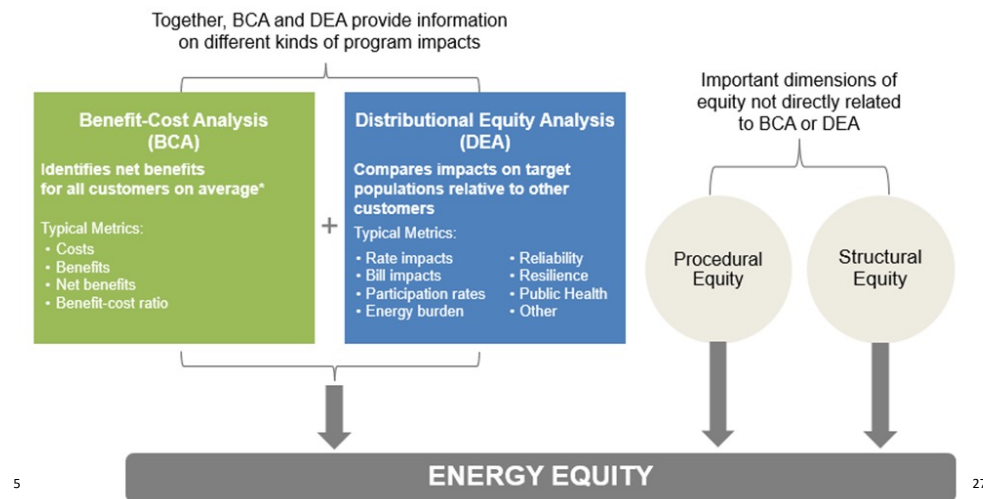 Together, BCA and DEA provide information
on different kinds of program impacts
Benefit-Cost Analysis
(BCA)
Identifies net benefits
for all customers on average*
Typical Metrics:
• Costs
• Benefits
• Net benefits
• Benefit-cost ratio
+
Distributional Equity Analysis
(DEA)
Compares impacts on target
populations relative to other
customers
Typical Metrics:
• Rate impacts
• Bill impacts
• Participation rates
• Energy burden
• Reliability
• Resilience
• Public Health
• Other
Important dimensions of
equity not directly related
to BCA or DEA
Procedural
Equity
Structural
Equity
ENERGY EQUITY
5
27